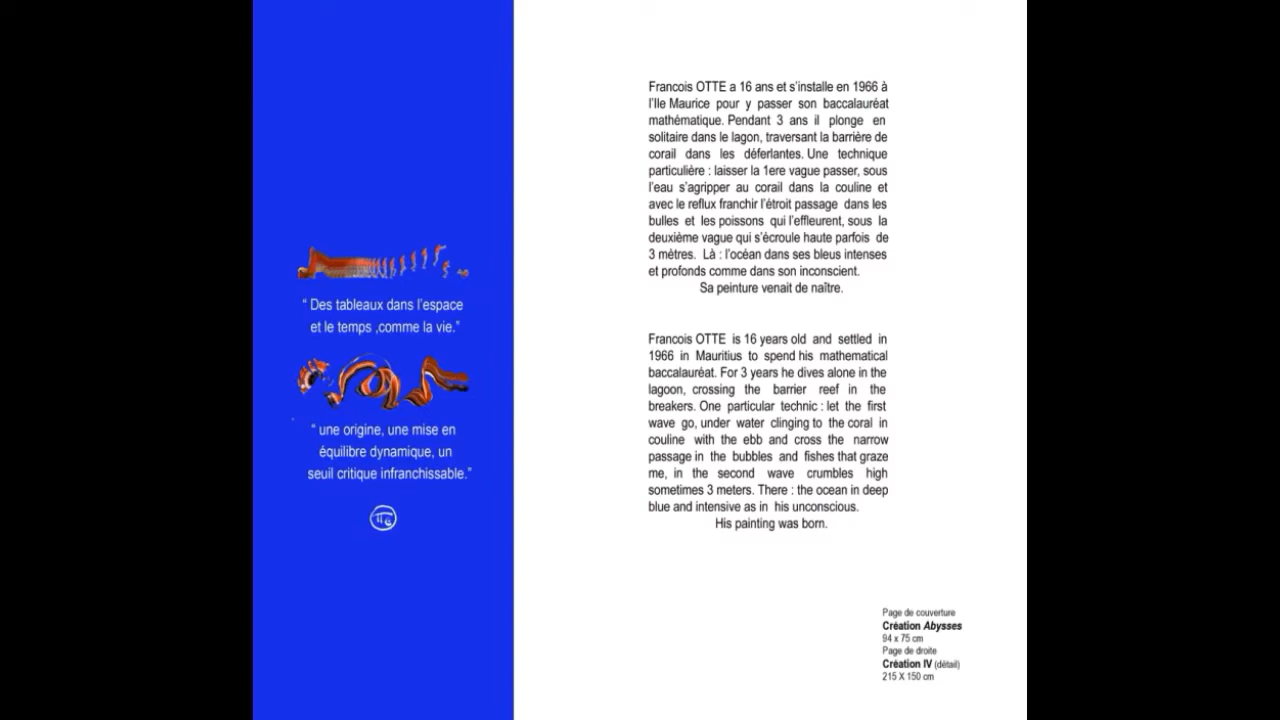 “ Des tableaux dans l’espace
et le temps ,comme la vie.”
“ une origine, une mise en
équilibre dynamique, un
seuil critique infranchissable.”
Francois OTTE a 16 ans et s’installe en 1966 à
l’Ile Maurice pour y passer son baccalauréat
mathématique. Pendant 3 ans il plonge en
solitaire dans le lagon, traversant la barrière de
corail dans les déferlantes. Une technique
particulière : laisser la 1ere vague passer, sous
l’eau s’agripper au corail dans la couline et
avec le reflux franchir l’étroit passage dans les
bulles et les poissons qui l’effleurent, sous la
deuxième vague qui s’écroule haute parfois de
3 mètres. Là : l’océan dans ses bleus intenses
et profonds comme dans son inconscient.
Sa peinture venait de naître.
Francois OTTE is 16 years old and settled in
1966 in Mauritius to spend his mathematical
baccalauréat. For 3 years he dives alone in the
lagoon, crossing the barrier reef in the
breakers. One particular technic : let the first
wave go, under water clinging to the coral in
couline with the ebb and cross the narrow
passage in the bubbles and fishes that graze
me, in the second wave crumbles high
sometimes 3 meters. There : the ocean in deep
blue and intensive as in his unconscious.
His painting was born.
Page de couverture
Création Abysses
94 x 75 cm
Page de droite
Création IV (détail)
215 X 150 cm